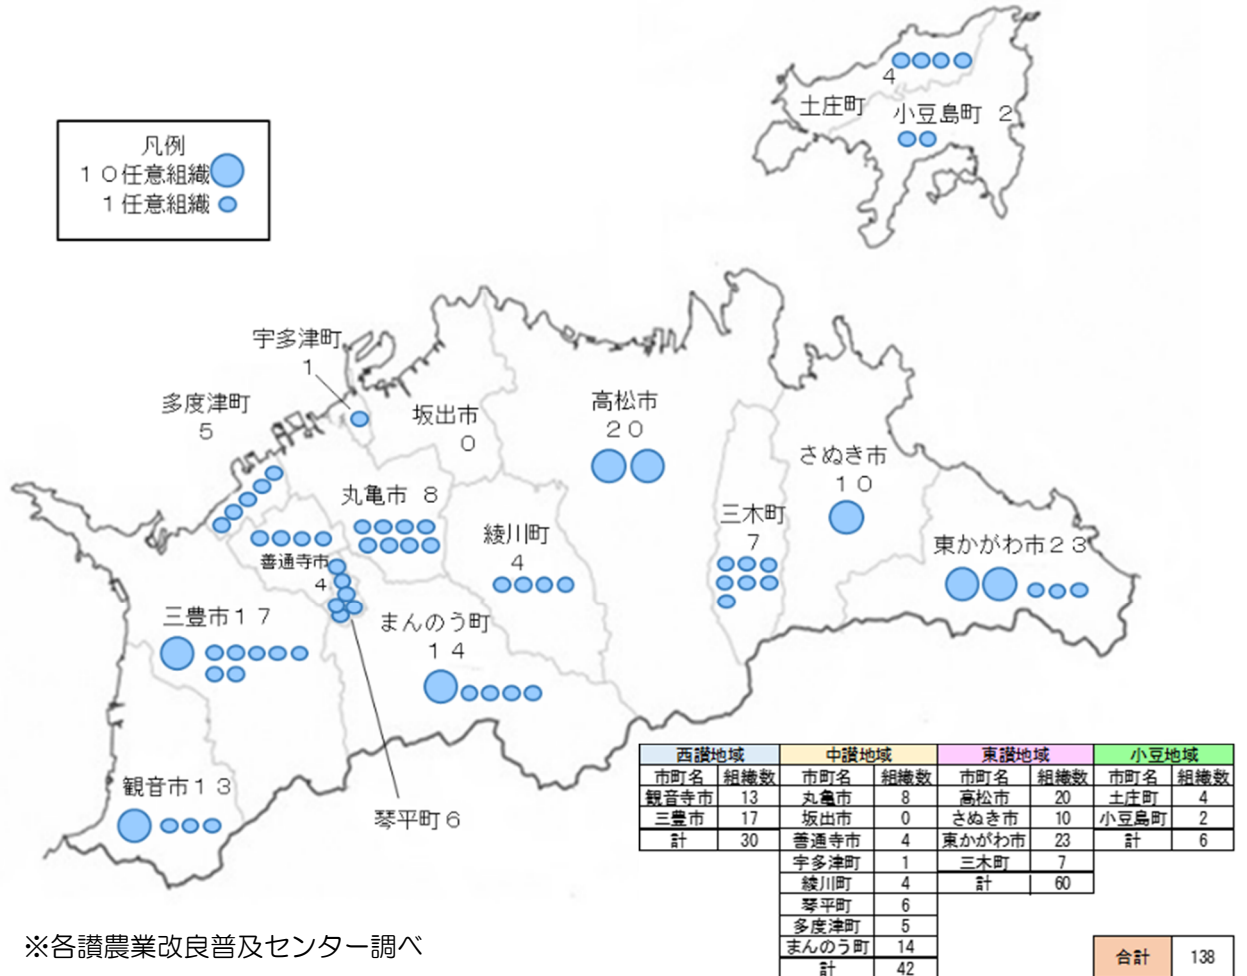 4
土庄町
小豆島町 2
凡例
10任意組織
1任意組織
宇多津町
1
多度津町
5
坂出市
0
高松市
20
さぬき市
10
丸亀市 8
綾川町
4
三木町
7
東かがわ市23
善通寺市
4
三豊市17
まんのう町
14
観音市13
琴平町6
西讃地域 中讃地域 東讃地域 小豆地域
市町名 組織数 市町名 組織数 市町名 組織数 市町名 組織数
観音寺市 13 丸亀市 8 高松市 20 土庄町 4
三豊市 17 坂出市 0 さぬき市 10 小豆島町 2
計 30 善通寺市 4 東かがわ市 23 計 6
宇多津町 1 三木町 7
綾川町 4 計 60
琴平町 6
多度津町 5
まんのう町 14
計 42
合計 138
※各讃農業改良普及センター調べ